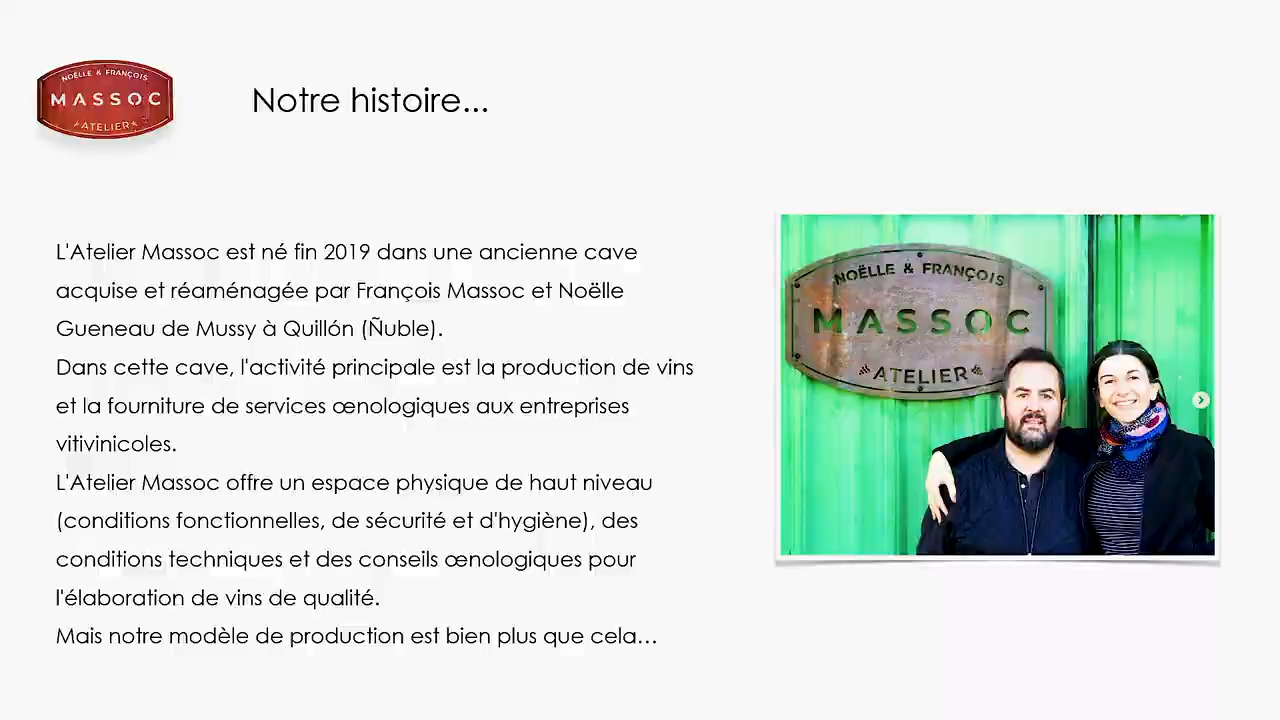 NOËLLE & FRANÇOIS
MASSOC
ATELIER
Notre histoire...
L'Atelier Massoc est né fin 2019 dans une ancienne cave
acquise et réaménagée par François Massoc et Noëlle
Gueneau de Mussy à Quillón (Ñuble).
Dans cette cave, l'activité principale est la production de vins
et la fourniture de services œnologiques aux entreprises
vitivinicoles.
L'Atelier Massoc offre un espace physique de haut niveau
(conditions fonctionnelles, de sécurité et d'hygiène), des
conditions techniques et des conseils œnologiques pour
l'élaboration de vins de qualité.
Mais notre modèle de production est bien plus que cela…
NOËLLE & FRANÇOIS
MASSOC
ATELIER